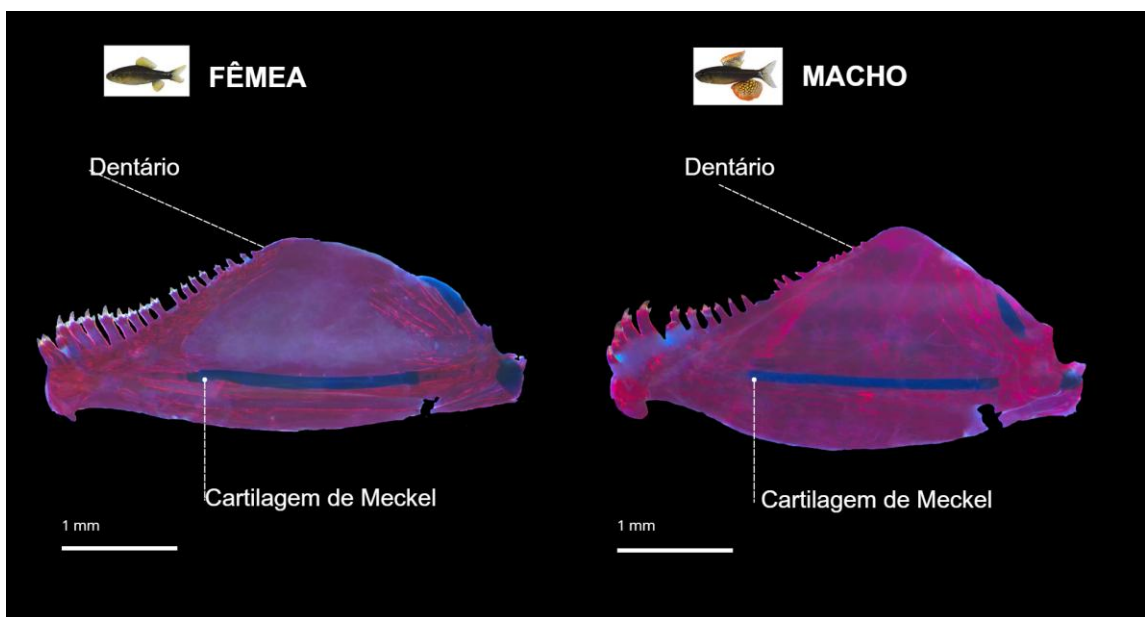 FÊMEA
MACHO
Dentário
Dentário
Cartilagem de Meckel
Cartilagem de Meckel
1 mm
1 mm